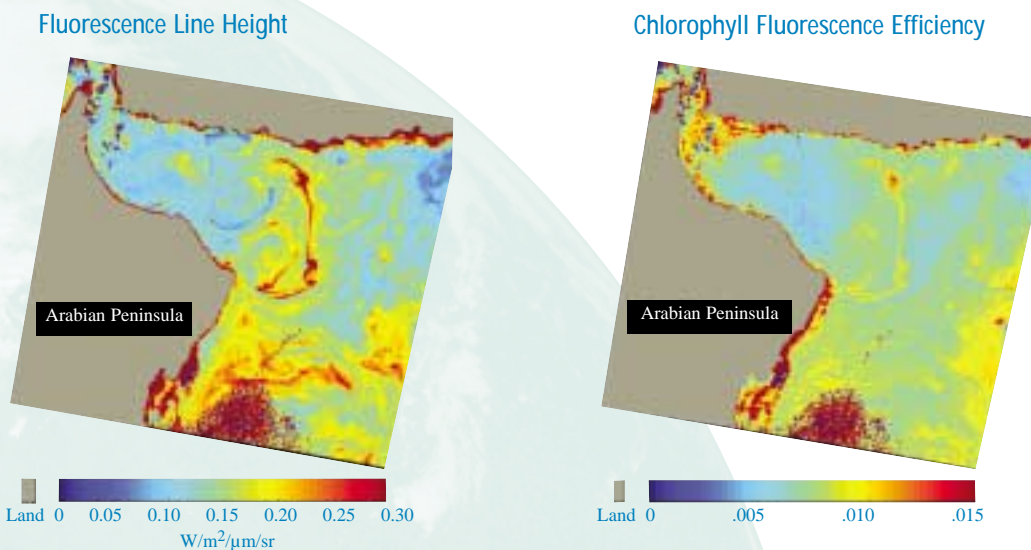 Fluorescence Line Height
Chlorophyll Fluorescence Efficiency
Arabian Peninsula
Arabian Peninsula
Land 0 0.05 0.10 0.15 0.20 0.25 0.30
W/m²/µm/sr
Land 0 .005 .010 .015